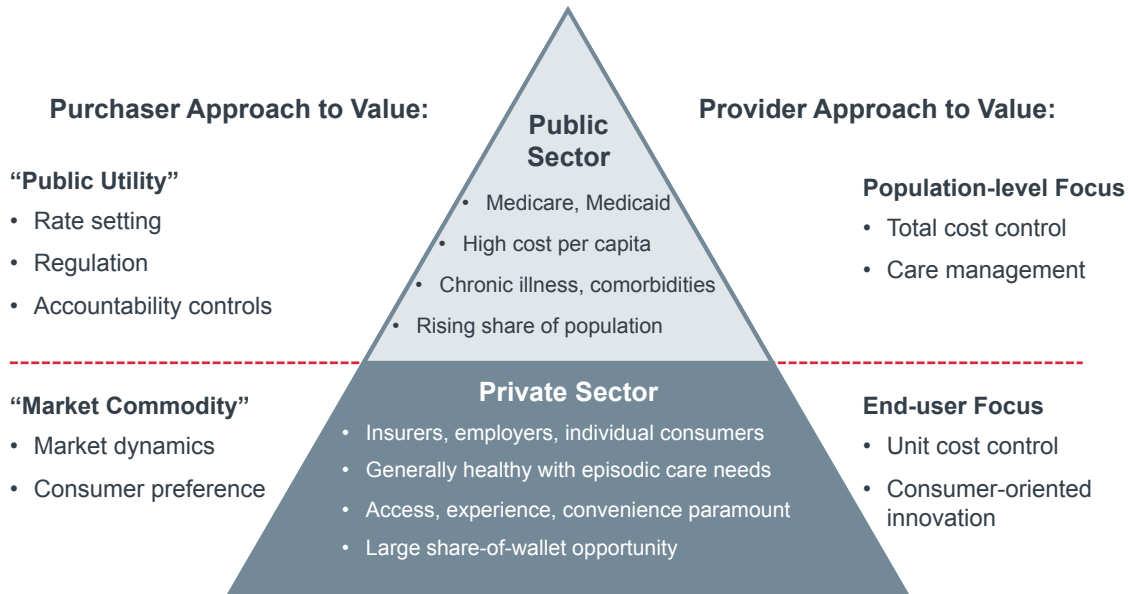 Purchaser Approach to Value:
Provider Approach to Value:
Public
Sector
• Medicare, Medicaid
• High cost per capita
• Chronic illness, comorbidities
• Rising share of population
“Public Utility”
• Rate setting
• Regulation
• Accountability controls
Population-level Focus
• Total cost control
• Care management
“Market Commodity”
• Market dynamics
• Consumer preference
Private Sector
• Insurers, employers, individual consumers
• Generally healthy with episodic care needs
• Access, experience, convenience paramount
• Large share-of-wallet opportunity
End-user Focus
• Unit cost control
• Consumer-oriented
innovation